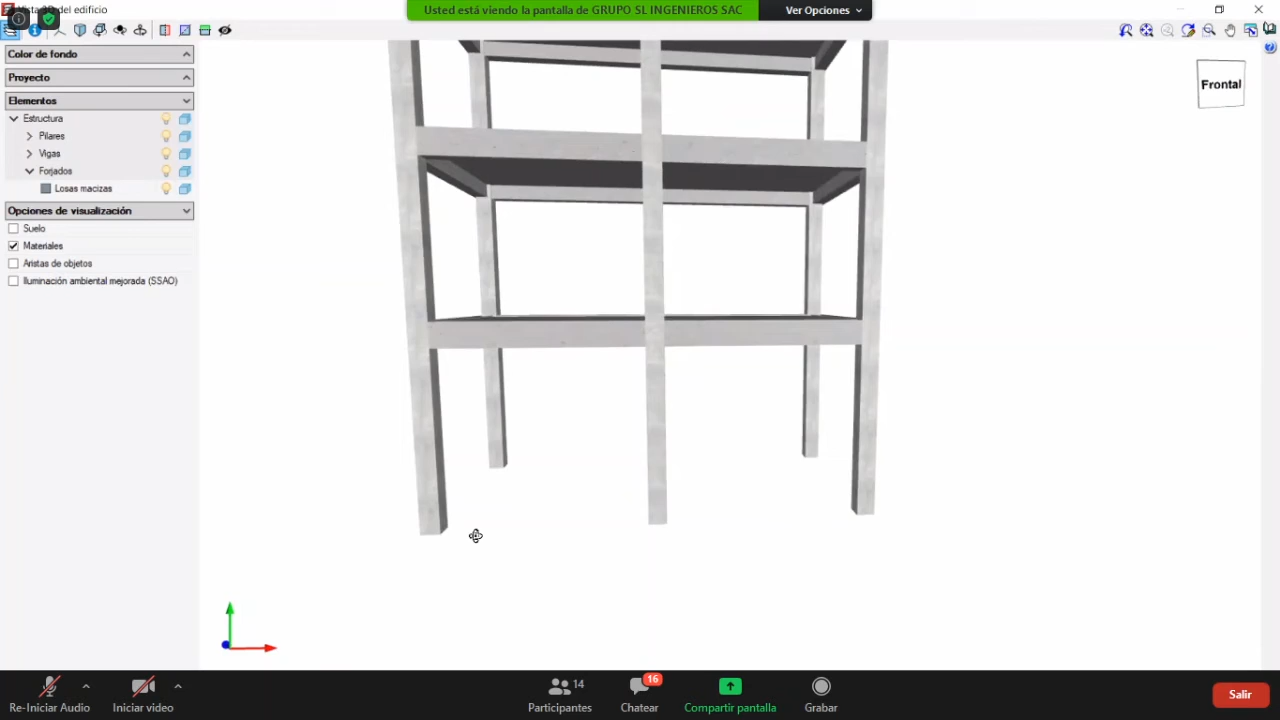 Vista 3D del edificio
Usted está viendo la pantalla de GRUPO SL INGENIEROS SAC
Ver Opciones
Color de fondo
Proyecto
Elementos
Estructura
Pilares
Vigas
Forjados
Losas macizas
Opciones de visualización
Suelo
Materiales
Aristas de objetos
Iluminación ambiental mejorada (SSAO)
Frontal
Re-Iniciar Audio
Iniciar video
14
Participantes
16
Chatear
Compartir pantalla
Grabar
Salir